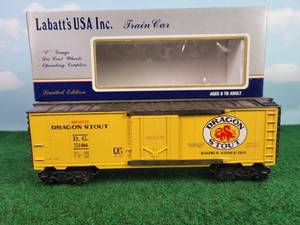 Labatt's USA Inc.
Train Car
"O" Gauge
Die Cast Wheels
Operating Couplers
Limited Edition
AGES 8 TO ADULT
IMPORTED
DRAGON STOUT
D. G.
DRAGON
STOUT